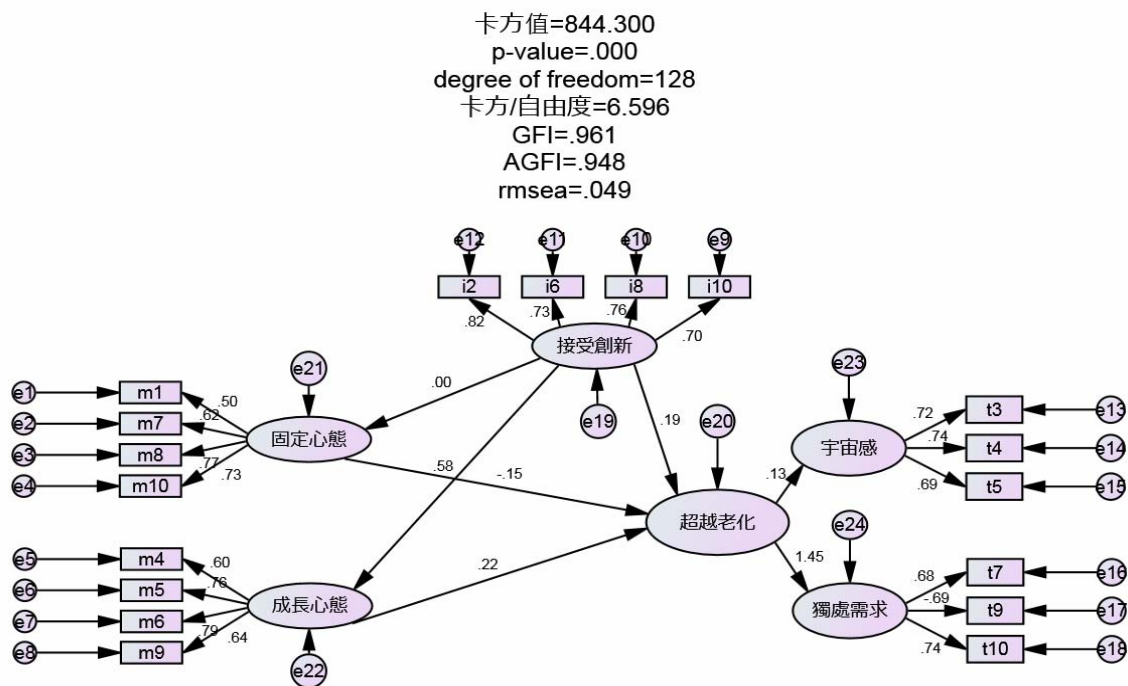 卡方值=844.300
p-value=.000
degree of freedom=128
卡方/自由度=6.596
GFI=.961
AGFI=.948
rmsea=.049
e12
e11
e10
e9
i2
i6
i8
i10
.82
.73
.76
.70
接受創新
e19
e21
.00
.19
e20
e23
e1
m1
.50
e2
m7
.62
e3
m8
.77
e4
m10
.73
固定心態
.58
-.15
超越老化
.13
宇宙感
.72
t3
e13
.74
t4
e14
.69
t5
e15
e5
m4
.60
e6
m5
.76
e7
m6
.79
e8
m9
.64
成長心態
e22
.22
1.45
e24
獨處需求
.68
t7
e16
-.69
t9
e17
.74
t10
e18